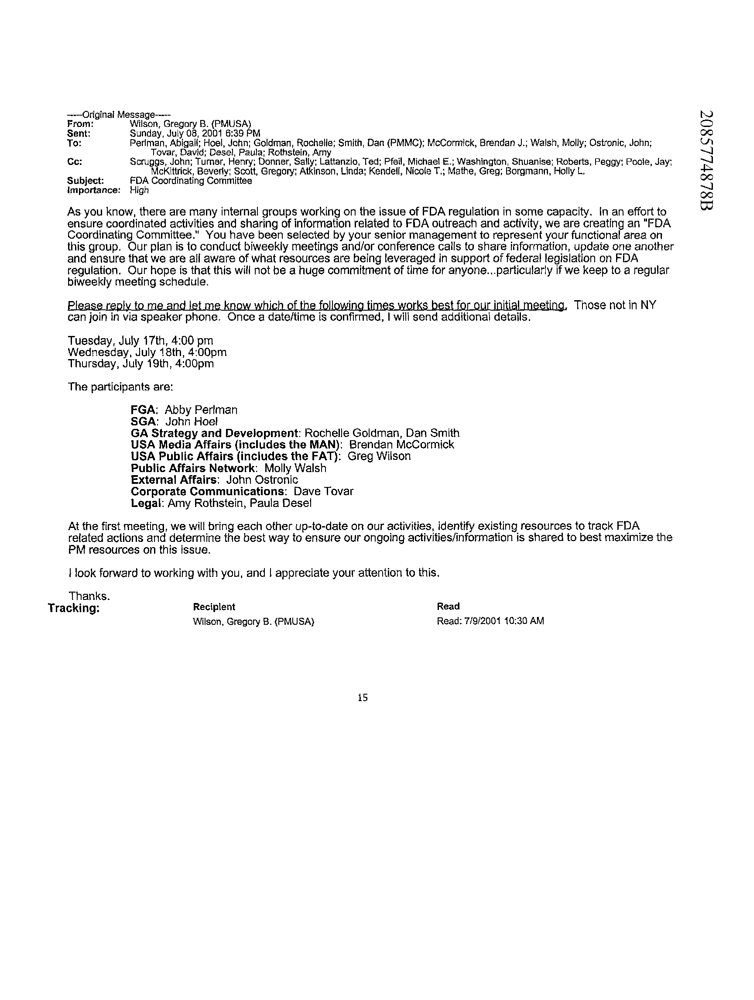 -----Original Message-----
From: Wilson, Gregory B. (PMUSA)
Sent: Sunday, July 08, 2001 6:39 PM
To: Perlman, Abigail; Hoel, John; Goldman, Rochelle; Smith, Dan (PMMC); McCormick, Brendan J.; Walsh, Molly; Ostronic, John;
Tovar, David; Desel, Paula; Rothstein, Amy
Cc: Scruggs, John; Turner, Henry; Donner, Sally; Lattanzio, Ted; Pfeil, Michael E.; Washington, Shuanise; Roberts, Peggy; Poole, Jay;
McKittrick, Beverly; Scott, Gregory; Atkinson, Linda; Kendell, Nicole T.; Mathe, Greg; Borgmann, Holly L.
Subject: FDA Coordinating Committee
Importance: High
As you know, there are many internal groups working on the issue of FDA regulation in some capacity. In an effort to
ensure coordinated activities and sharing of information related to FDA outreach and activity, we are creating an "FDA
Coordinating Committee." You have been selected by your senior management to represent your functional area on
this group. Our plan is to conduct biweekly meetings and/or conference calls to share information, update one another
and ensure that we are all aware of what resources are being leveraged in support of federal legislation on FDA
regulation. Our hope is that this will not be a huge commitment of time for anyone...particularly if we keep to a regular
biweekly meeting schedule.
Please reply to me and let me know which of the following times works best for our initial meeting. Those not in NY
can join in via speaker phone. Once a date/time is confirmed, I will send additional details.
Tuesday, July 17th, 4:00 pm
Wednesday, July 18th, 4:00pm
Thursday, July 19th, 4:00pm
The participants are:
FGA: Abby Perlman
SGA: John Hoel
GA Strategy and Development: Rochelle Goldman, Dan Smith
USA Media Affairs (includes the MAN): Brendan McCormick
USA Public Affairs (includes the FAT): Greg Wilson
Public Affairs Network: Molly Walsh
External Affairs: John Ostronic
Corporate Communications: Dave Tovar
Legal: Amy Rothstein, Paula Desel
At the first meeting, we will bring each other up-to-date on our activities, identify existing resources to track FDA
related actions and determine the best way to ensure our ongoing activities/information is shared to best maximize the
PM resources on this issue.
I look forward to working with you, and I appreciate your attention to this.
Thanks.
Tracking: Recipient Read
Wilson, Gregory B. (PMUSA) Read: 7/9/2001 10:30 AM
15
2085774878B